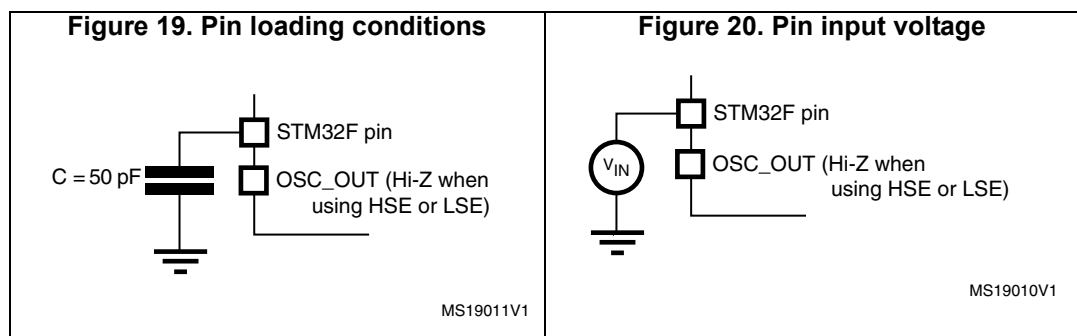 Figure 19. Pin loading conditions
STM32F pin
C = 50 pF
OSC_OUT (Hi-Z when
using HSE or LSE)
MS19011V1
Figure 20. Pin input voltage
STM32F pin
VIN
OSC_OUT (Hi-Z when
using HSE or LSE)
MS19010V1